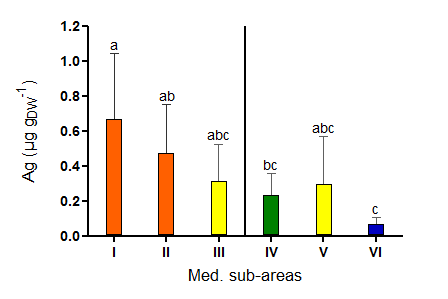 1.2
1.0
0.8
0.6
0.4
0.2
0.0
Ag (µg gDW-1)
a
ab
abc
bc
abc
c
I II III IV V VI
Med. sub-areas